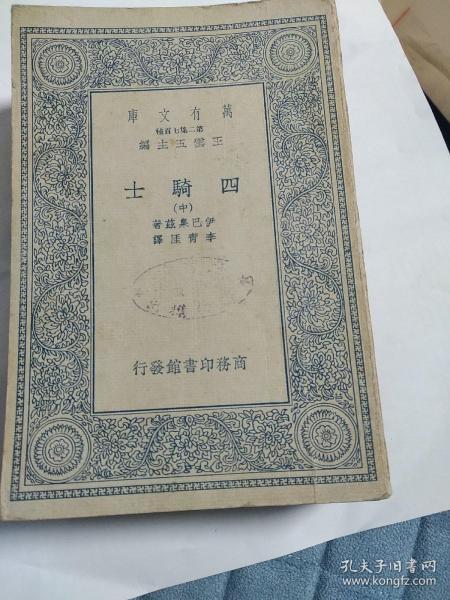 萬有文庫
第二集七百種
王雲五主編
四騎士
(中)
伊巴臬茲著
李青崖譯
商務印書館發行
孔夫子旧书网
www.kongfz.com